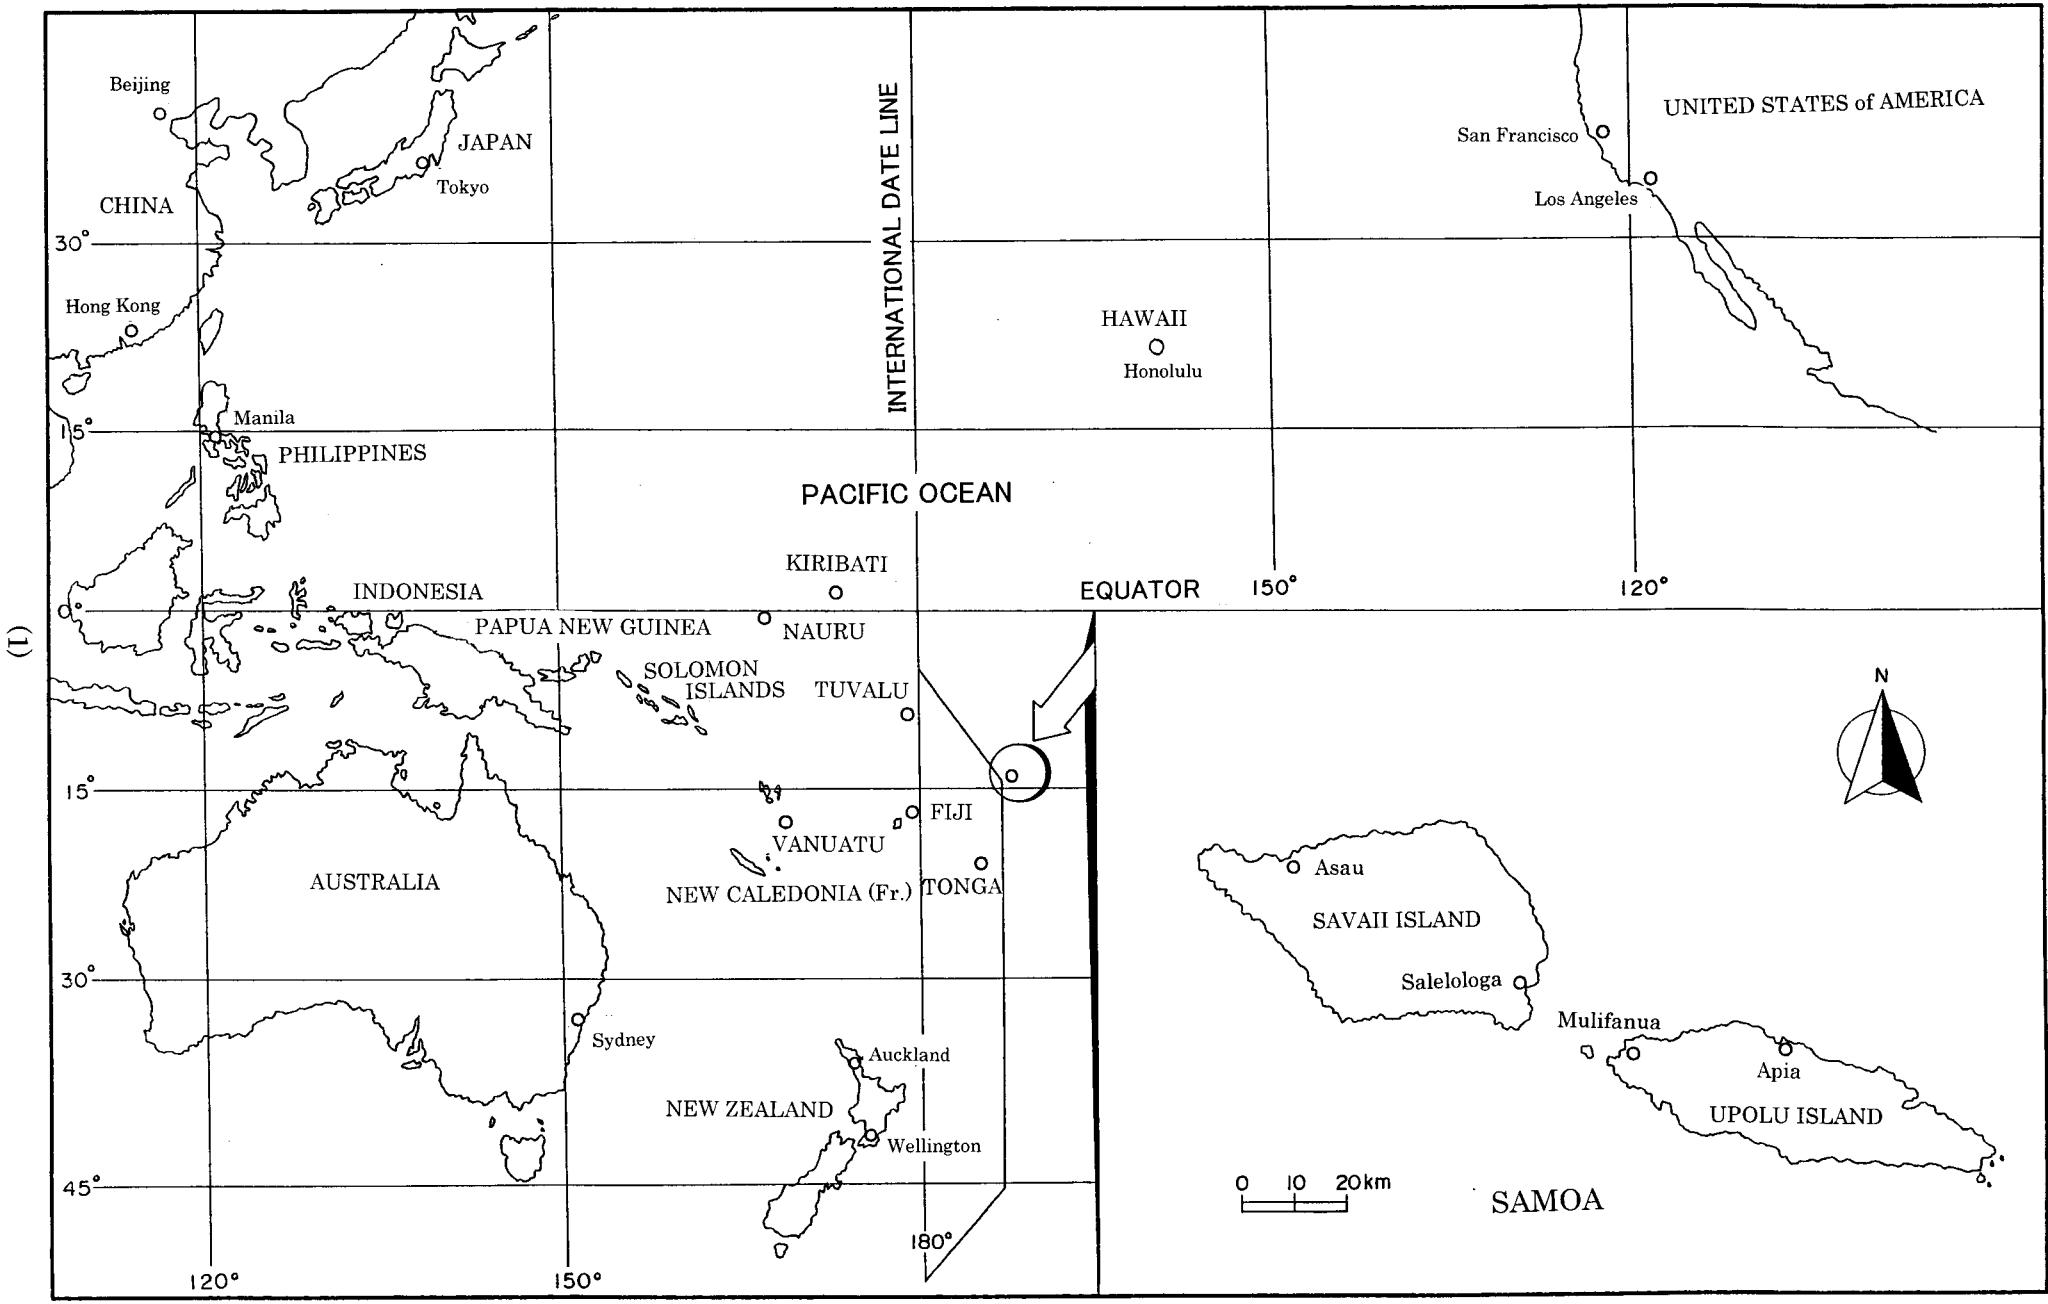 Beijing
JAPAN
Tokyo
CHINA
30°
Hong Kong
INTERNATIONAL DATE LINE
HAWAII
Honolulu
UNITED STATES of AMERICA
San Francisco
Los Angeles
Manila
15°
PHILIPPINES
PACIFIC OCEAN
KIRIBATI
INDONESIA
EQUATOR
150°
120°
0°
(1)
PAPUA NEW GUINEA
NAURU
SOLOMON
ISLANDS
TUVALU
15°
FIJI
VANUATU
NEW CALEDONIA (Fr.)
TONGA
AUSTRALIA
30°
Sydney
Auckland
NEW ZEALAND
Wellington
45°
180°
120°
150°
N
Asau
SAVAII ISLAND
Salelologa
Mulifanua
Apia
UPOLU ISLAND
0 10 20km
SAMOA